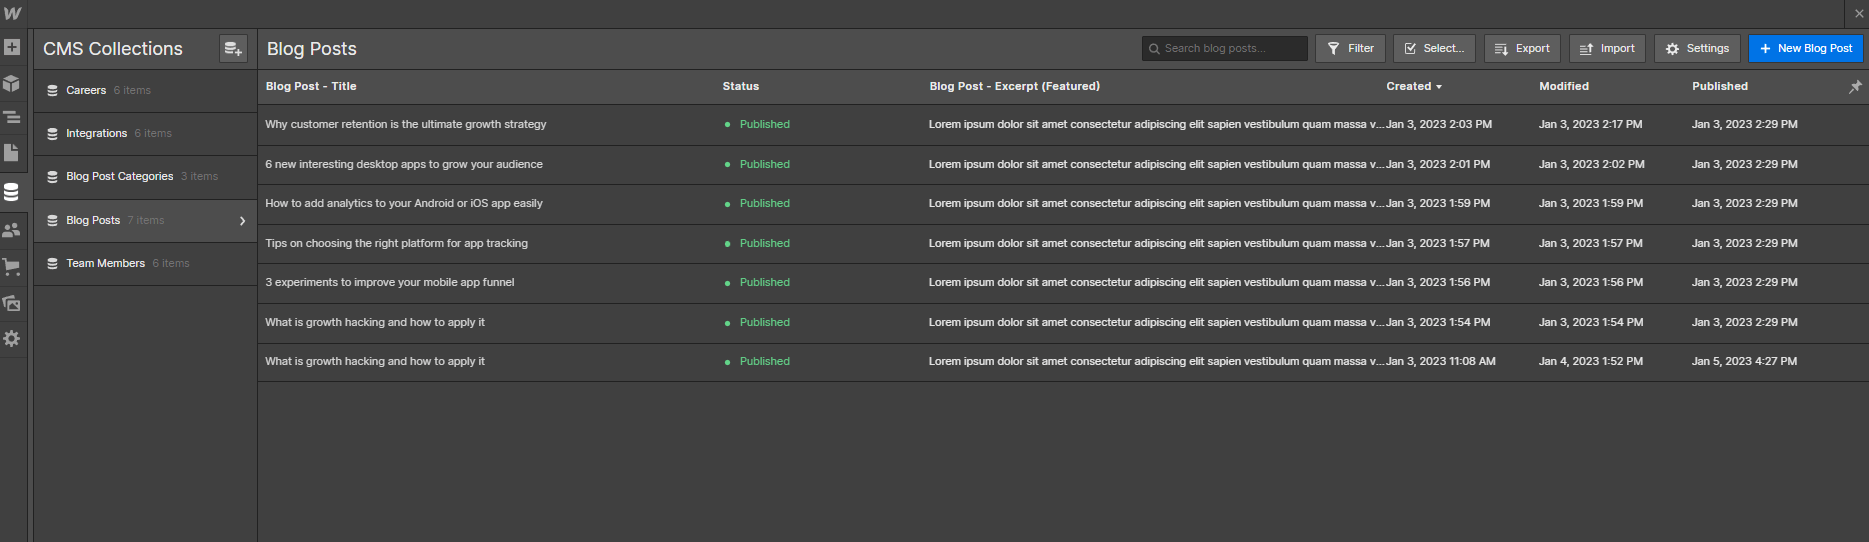 CMS Collections
Blog Posts
Search blog posts...
Filter
Select...
Export
Import
Settings
New Blog Post
Careers 6 items
Integrations 6 items
Blog Post Categories 3 items
Blog Posts 7 items
Team Members 6 items
Blog Post - Title Status Blog Post - Excerpt (Featured) Created Modified Published
Why customer retention is the ultimate growth strategy Published Lorem ipsum dolor sit amet consectetur adipiscing elit sapien vestibulum quam massa v... Jan 3, 2023 2:03 PM Jan 3, 2023 2:17 PM Jan 3, 2023 2:29 PM
6 new interesting desktop apps to grow your audience Published Lorem ipsum dolor sit amet consectetur adipiscing elit sapien vestibulum quam massa v... Jan 3, 2023 2:01 PM Jan 3, 2023 2:02 PM Jan 3, 2023 2:29 PM
How to add analytics to your Android or iOS app easily Published Lorem ipsum dolor sit amet consectetur adipiscing elit sapien vestibulum quam massa v... Jan 3, 2023 1:59 PM Jan 3, 2023 1:59 PM Jan 3, 2023 2:29 PM
Tips on choosing the right platform for app tracking Published Lorem ipsum dolor sit amet consectetur adipiscing elit sapien vestibulum quam massa v... Jan 3, 2023 1:57 PM Jan 3, 2023 1:57 PM Jan 3, 2023 2:29 PM
3 experiments to improve your mobile app funnel Published Lorem ipsum dolor sit amet consectetur adipiscing elit sapien vestibulum quam massa v... Jan 3, 2023 1:56 PM Jan 3, 2023 1:56 PM Jan 3, 2023 2:29 PM
What is growth hacking and how to apply it Published Lorem ipsum dolor sit amet consectetur adipiscing elit sapien vestibulum quam massa v... Jan 3, 2023 1:54 PM Jan 3, 2023 1:54 PM Jan 3, 2023 2:29 PM
What is growth hacking and how to apply it Published Lorem ipsum dolor sit amet consectetur adipiscing elit sapien vestibulum quam massa v... Jan 3, 2023 11:08 AM Jan 4, 2023 1:52 PM Jan 5, 2023 4:27 PM